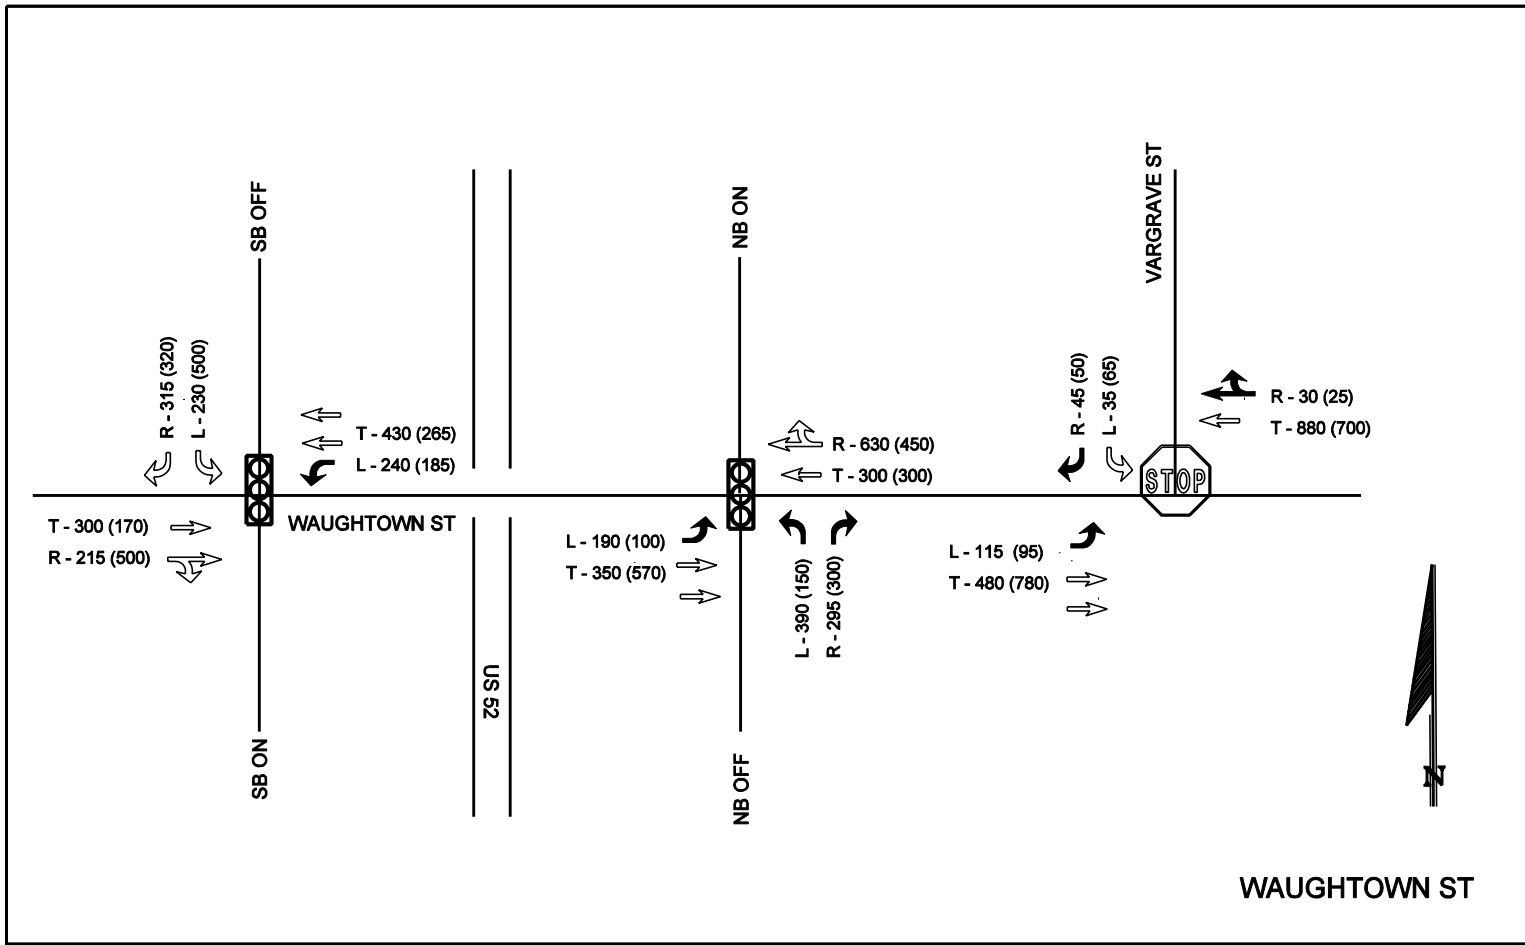 SB OFF
NB ON
VARGRAVE ST
R - 315 (320)
L - 230 (500)
T - 430 (265)
L - 240 (185)
R - 630 (450)
T - 300 (300)
R - 45 (50)
L - 35 (65)
R - 30 (25)
T - 880 (700)
STOP
T - 300 (170)
R - 215 (500)
WAUGHTOWN ST
L - 190 (100)
T - 350 (570)
L - 390 (150)
R - 295 (300)
L - 115 (95)
T - 480 (780)
US 52
SB ON
NB OFF
N
WAUGHTOWN ST